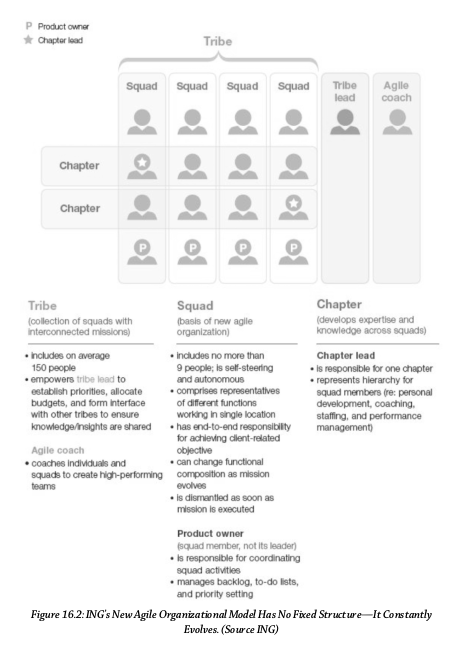 P Product owner
Chapter lead
Tribe
Squad Squad Squad Squad Tribe lead Agile coach
Chapter
Chapter
P P P P
Tribe
(collection of squads with
interconnected missions)
• includes on average
150 people
• empowers tribe lead to
establish priorities, allocate
budgets, and form interface
with other tribes to ensure
knowledge/insights are shared
Agile coach
• coaches individuals and
squads to create high-performing
teams
Squad
(basis of new agile
organization)
• includes no more than
9 people; is self-steering
and autonomous
• comprises representatives
of different functions
working in single location
• has end-to-end responsibility
for achieving client-related
objective
• can change functional
composition as mission
evolves
• is dismantled as soon as
mission is executed
Product owner
(squad member, not its leader)
• is responsible for coordinating
squad activities
• manages backlog, to-do lists,
and priority setting
Chapter
(develops expertise and
knowledge across squads)
Chapter lead
• is responsible for one chapter
• represents hierarchy for
squad members (re: personal
development, coaching,
staffing, and performance
management)
Figure 16.2: ING's New Agile Organizational Model Has No Fixed Structure—It Constantly
Evolves. (Source ING)